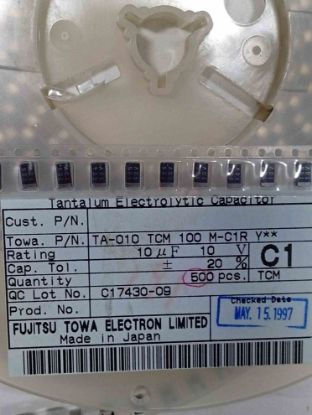 Tantalum Electrolytic Capacitor
Cust. P/N.
Towa. P/N. TA-010 TCM 100 M-C1R Y**
Rating 10 μF 10 V
Cap. Tol. ± 20 %
C1
Quantity 500 pcs. TCM
QC Lot No. C17430-09
Prod. No.
Checked Date
MAY. 15. 1997
FUJITSU TOWA ELECTRON LIMITED
Made in Japan